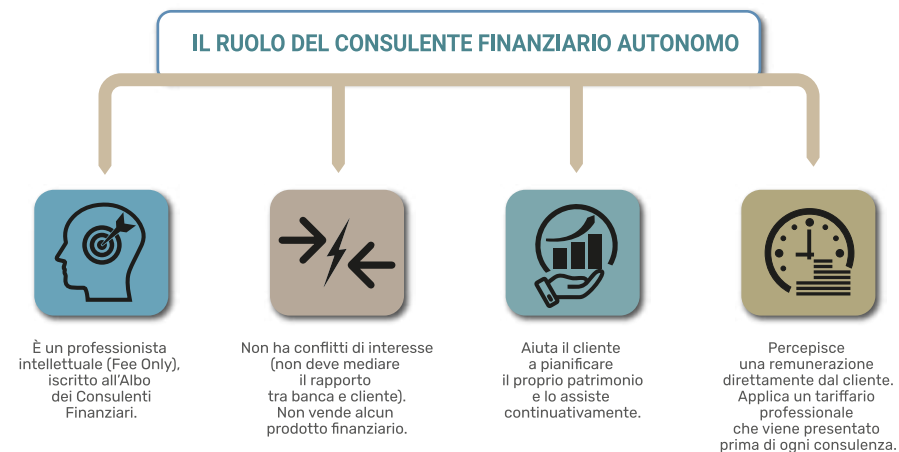 IL RUOLO DEL CONSULENTE FINANZIARIO AUTONOMO
È un professionista
intellettuale (Fee Only),
iscritto all'Albo
dei Consulenti
Finanziari.
Non ha conflitti di interesse
(non deve mediare
il rapporto
tra banca e cliente).
Non vende alcun
prodotto finanziario.
Aiuta il cliente
a pianificare
il proprio patrimonio
e lo assiste
continuativamente.
Percepisce
una remunerazione
direttamente dal cliente.
Applica un tariffario
professionale
che viene presentato
prima di ogni consulenza.